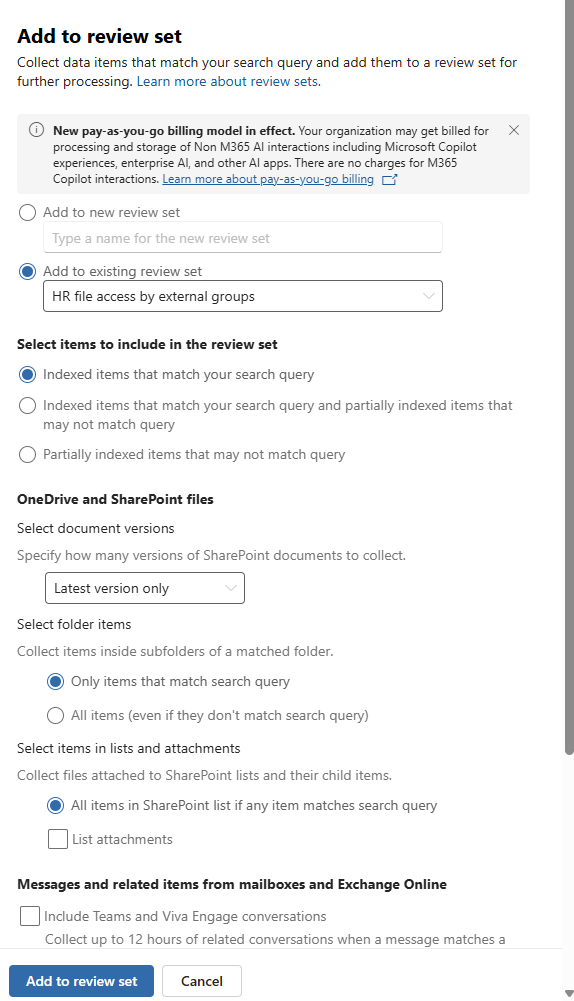 Add to review set
Collect data items that match your search query and add them to a review set for
further processing. Learn more about review sets.
New pay-as-you-go billing model in effect. Your organization may get billed for
processing and storage of Non M365 AI interactions including Microsoft Copilot
experiences, enterprise AI, and other AI apps. There are no charges for M365
Copilot interactions. Learn more about pay-as-you-go billing
Add to new review set
Type a name for the new review set
Add to existing review set
HR file access by external groups
Select items to include in the review set
Indexed items that match your search query
Indexed items that match your search query and partially indexed items that
may not match query
Partially indexed items that may not match query
OneDrive and SharePoint files
Select document versions
Specify how many versions of SharePoint documents to collect.
Latest version only
Select folder items
Collect items inside subfolders of a matched folder.
Only items that match search query
All items (even if they don't match search query)
Select items in lists and attachments
Collect files attached to SharePoint lists and their child items.
All items in SharePoint list if any item matches search query
List attachments
Messages and related items from mailboxes and Exchange Online
Include Teams and Viva Engage conversations
Collect up to 12 hours of related conversations when a message matches a
Add to review set
Cancel